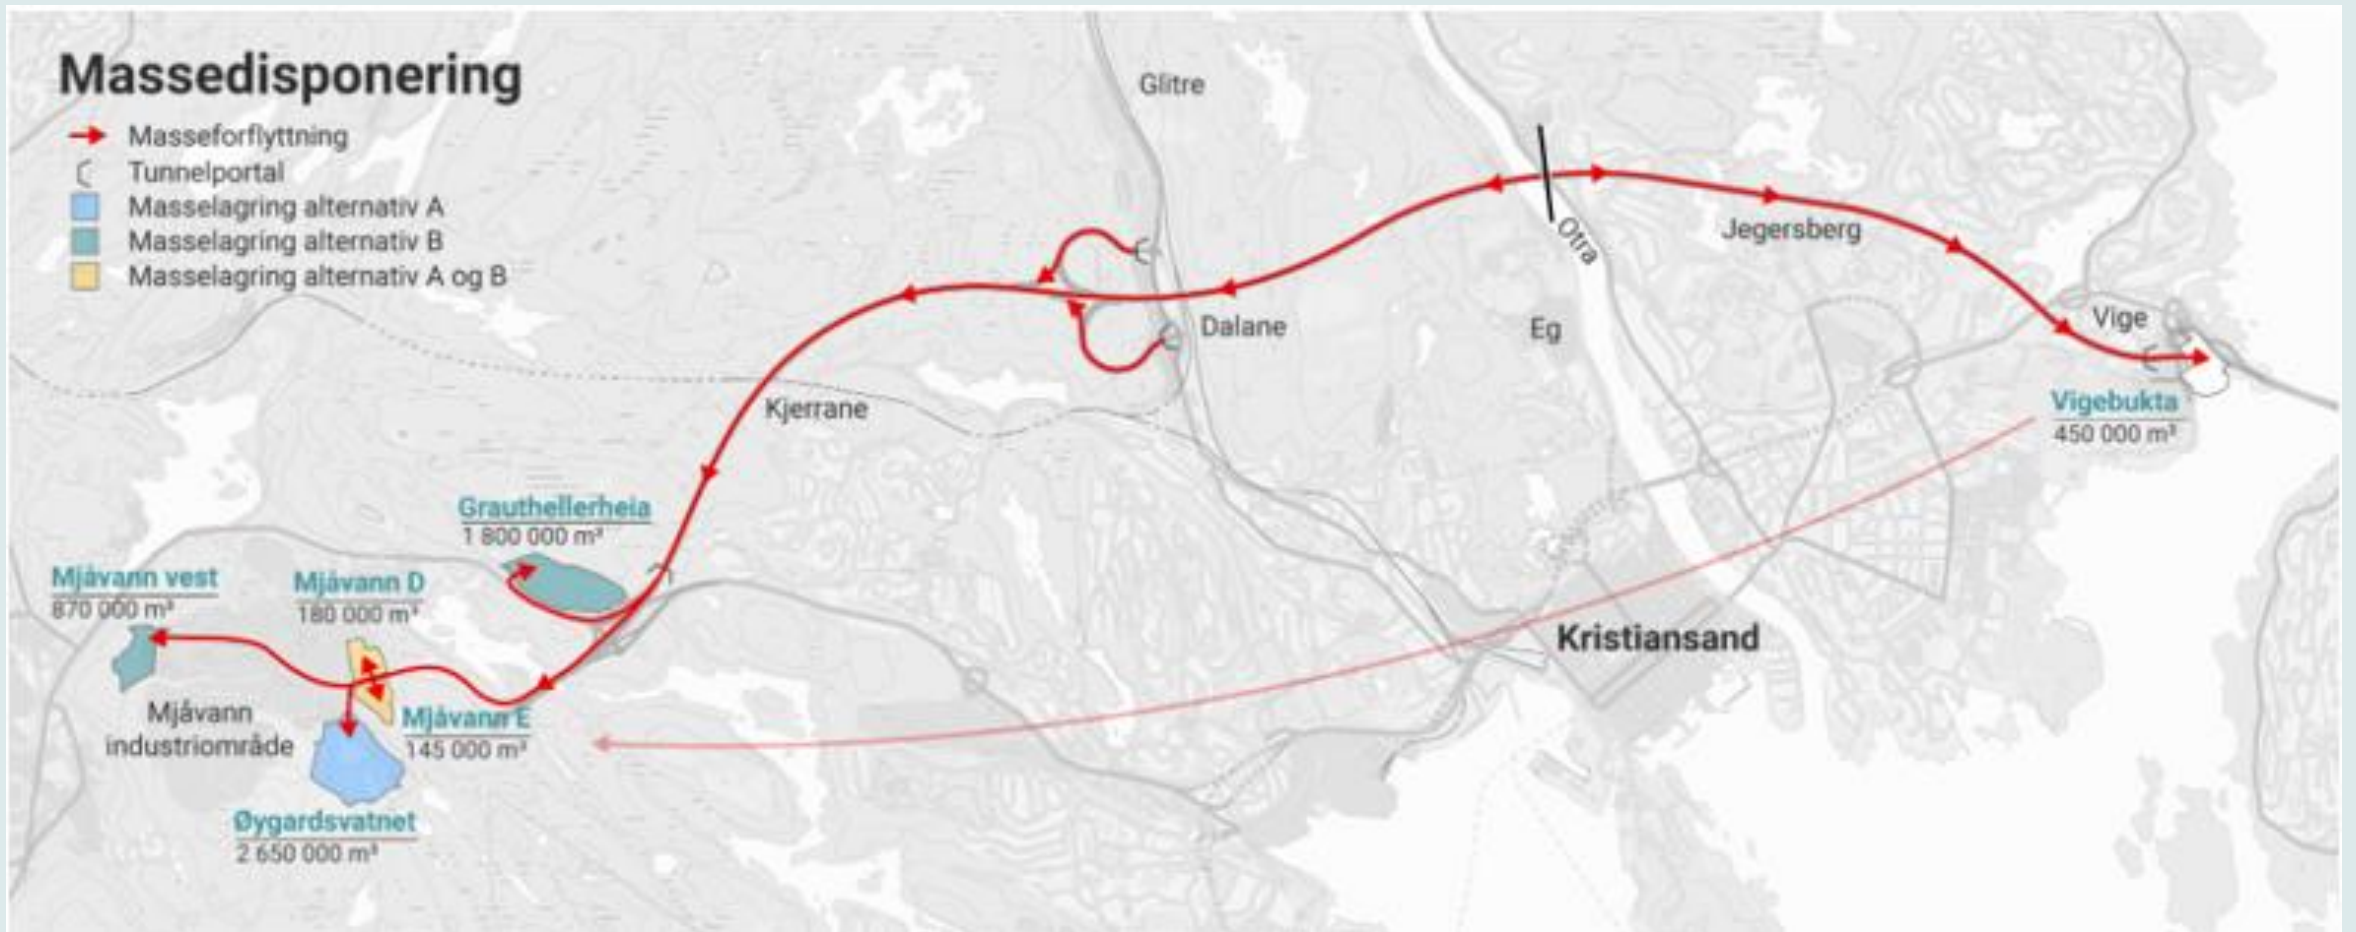 Massedisponering
Masseforflyttning
Tunnelportal
Masselagring alternativ A
Masselagring alternativ B
Masselagring alternativ A og B
Glitre
Otra
Jegersberg
Dalane
Eg
Vige
Vigebukta
450 000 m³
Kjerrane
Grauthellerheia
1 800 000 m³
Mjåvann vest
870 000 m³
Mjåvann D
180 000 m³
Kristiansand
Mjåvann
industriområde
Mjåvann E
145 000 m³
Øygardsvatnet
2 650 000 m³